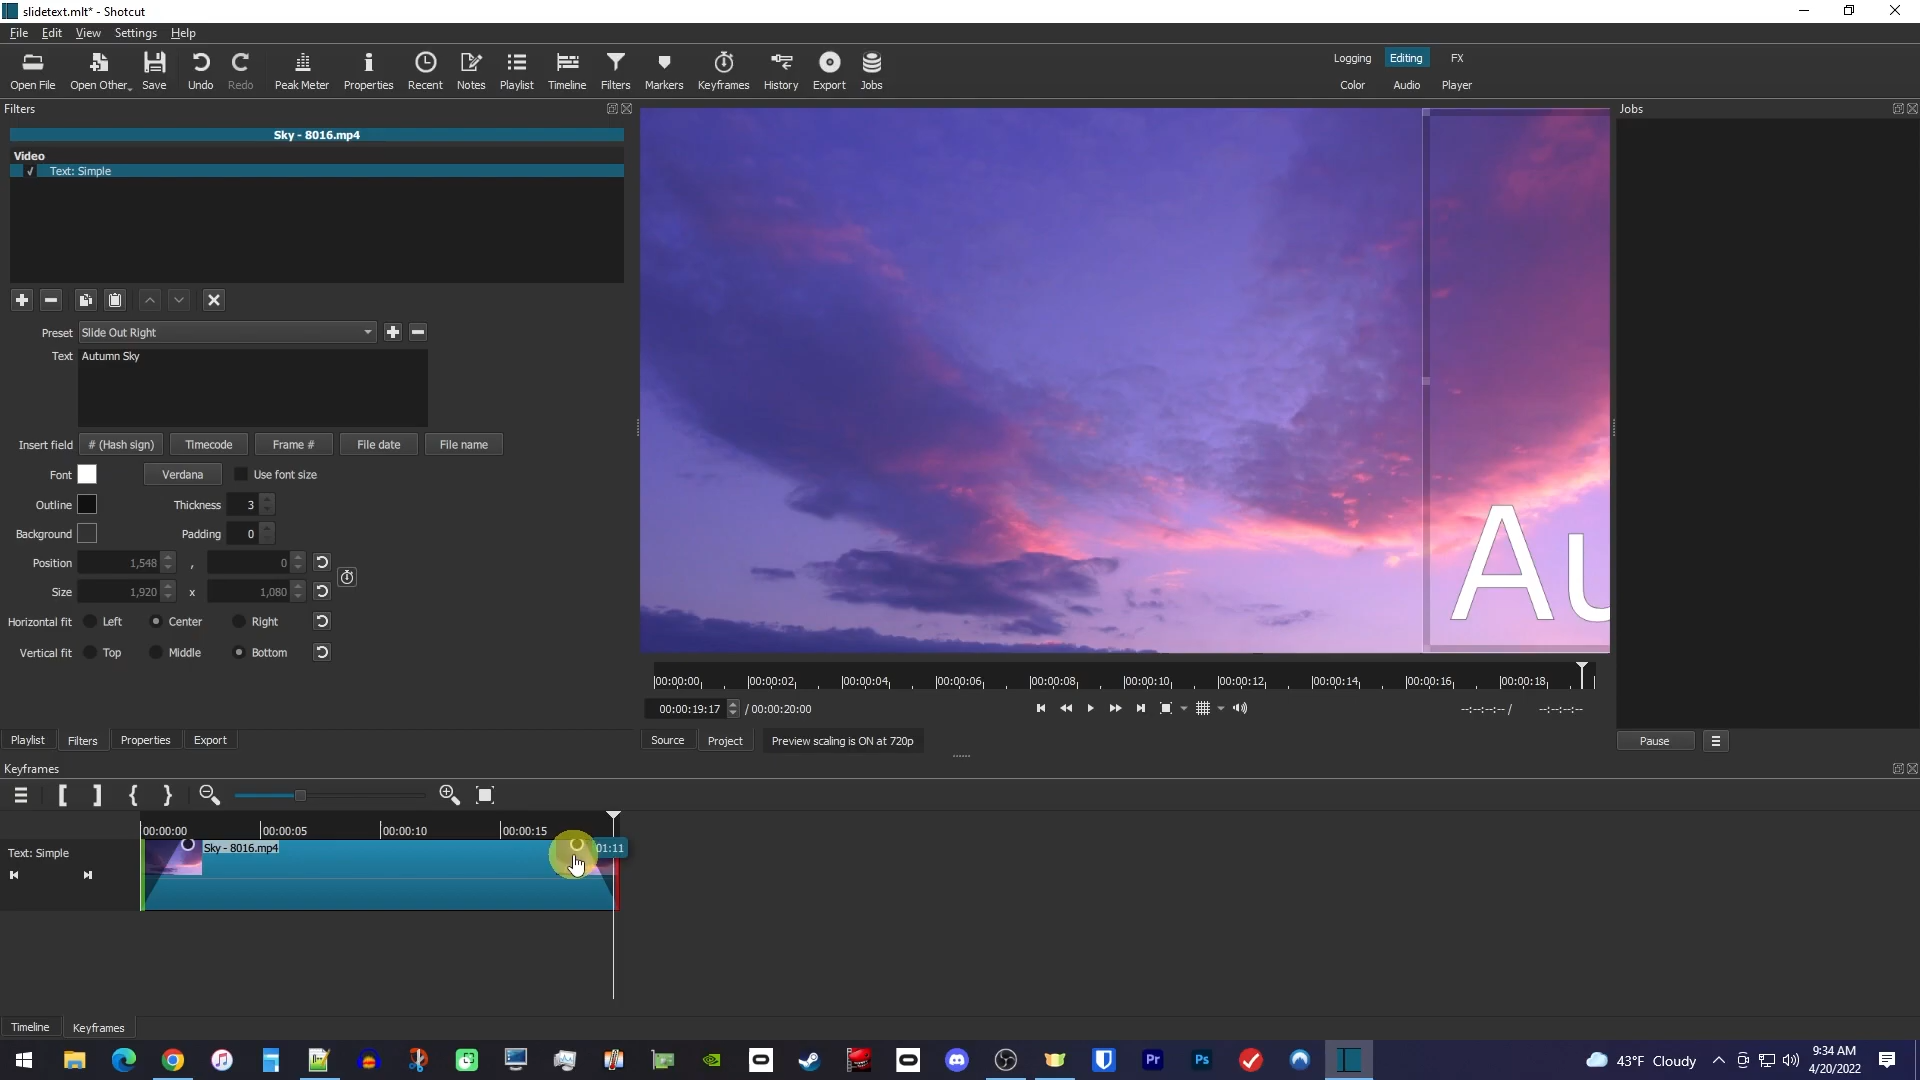 slidetext.mlt* - Shotcut
File Edit View Settings Help
Open File Open Other... Save Undo Redo Peak Meter Properties Recent Notes Playlist Timeline Filters Markers Keyframes History Export Jobs
Logging Editing FX
Color Audio Player
Filters
Sky - 8016.mp4
Video
Text: Simple
Preset Slide Out Right
Text Autumn Sky
Insert field # (Hash sign) Timecode Frame # File date File name
Font Verdana Use font size
Outline Thickness 3
Background Padding 0
Position 1,548 , 0
Size 1,920 x 1,080
Horizontal fit Left Center Right
Vertical fit Top Middle Bottom
Playlist Filters Properties Export
Au
00:00:00 00:00:02 00:00:04 00:00:06 00:00:08 00:00:10 00:00:12 00:00:14 00:00:16 00:00:18
00:00:19:17 / 00:00:20:00 --:--:--:-- / --:--:--:--
Source Project Preview scaling is ON at 720p
Jobs
Pause
Keyframes
00:00:00 00:00:05 00:00:10 00:00:15
Text: Simple
Sky - 8016.mp4
01:11
Timeline Keyframes
Pr Ps 43°F Cloudy
9:34 AM
4/20/2022